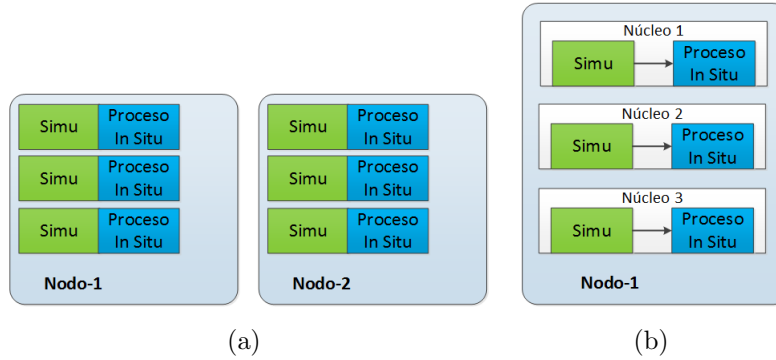 Simu
Proceso
In Situ
Simu
Proceso
In Situ
Simu
Proceso
In Situ
Nodo-1
Simu
Proceso
In Situ
Simu
Proceso
In Situ
Simu
Proceso
In Situ
Nodo-2
(a)
Núcleo 1
Simu
Proceso
In Situ
Núcleo 2
Simu
Proceso
In Situ
Núcleo 3
Simu
Proceso
In Situ
Nodo-1
(b)